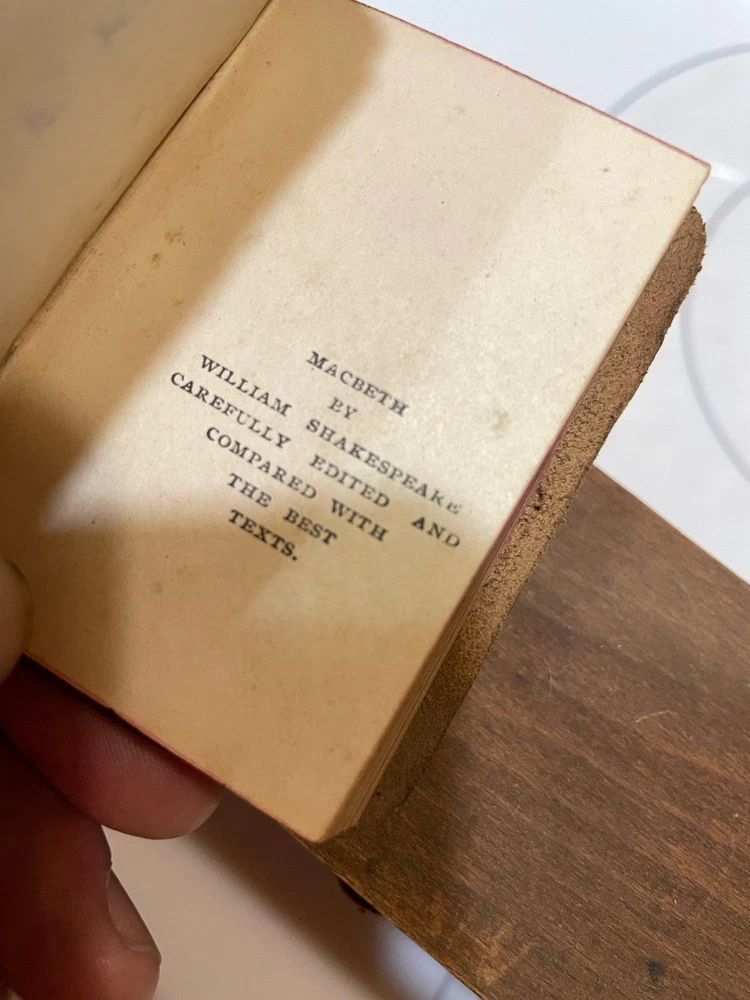 MACBETH
BY
WILLIAM SHAKESPEARE
CAREFULLY EDITED AND
COMPARED WITH
THE BEST
TEXTS.